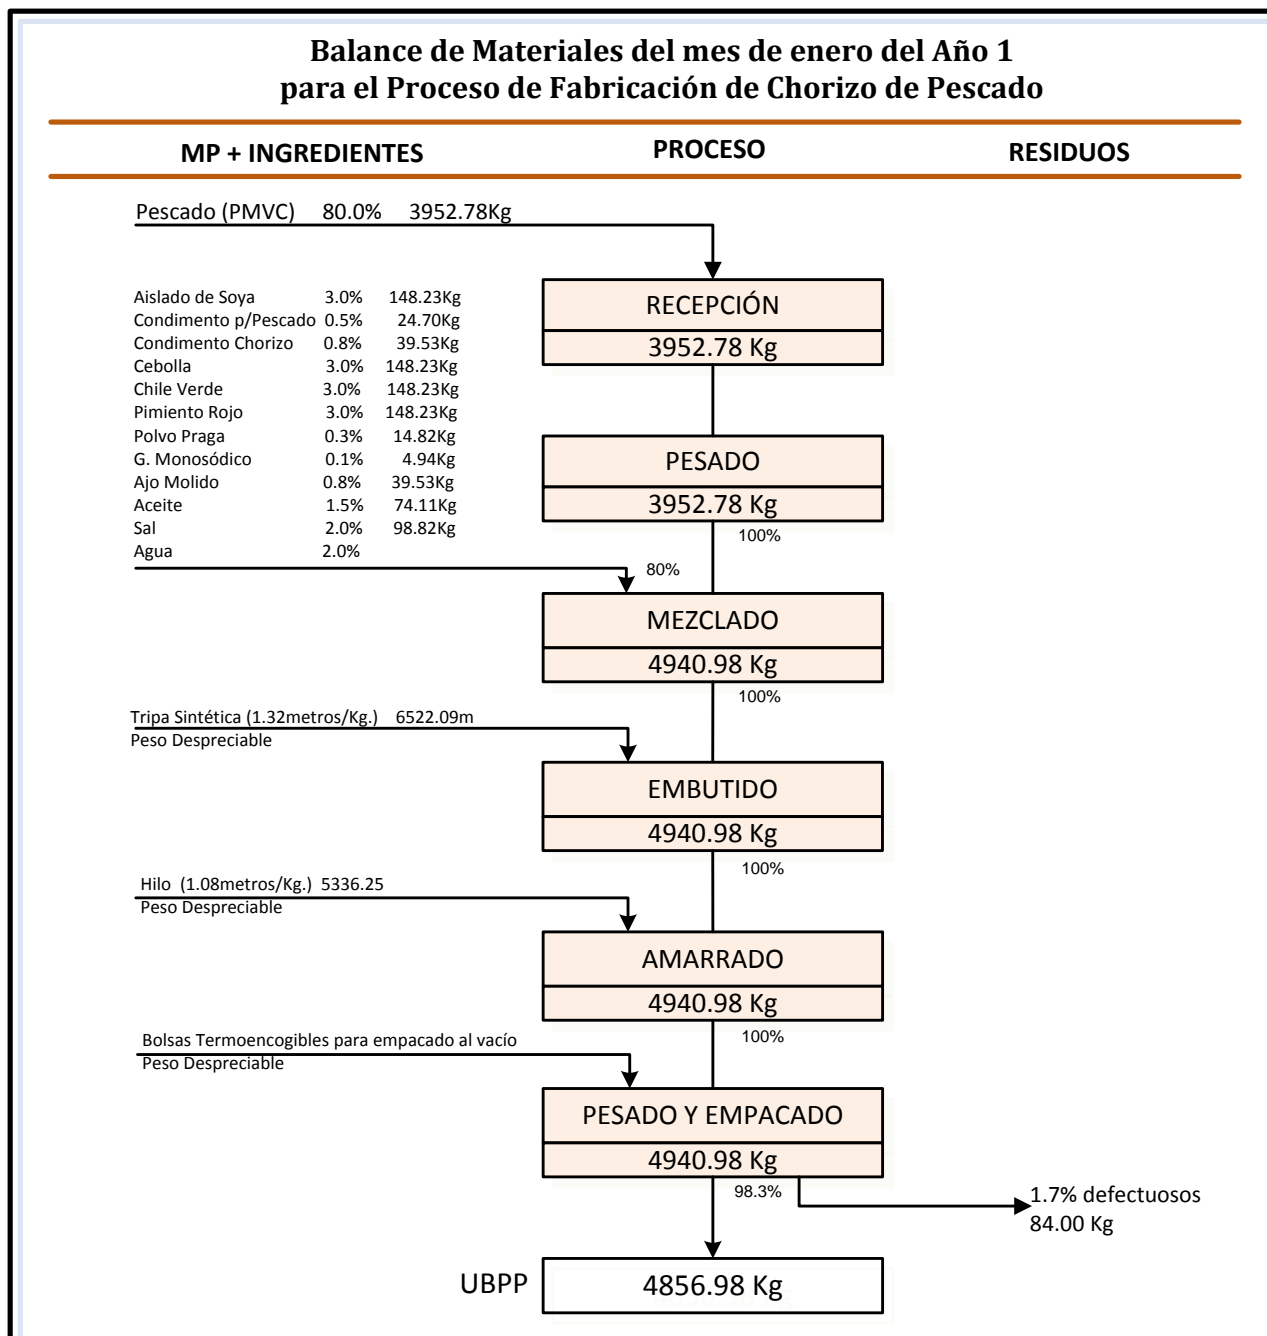 Balance de Materiales del mes de enero del Año 1
para el Proceso de Fabricación de Chorizo de Pescado
MP + INGREDIENTES PROCESO RESIDUOS
Pescado (PMVC) 80.0% 3952.78Kg
RECEPCIÓN
3952.78 Kg
Aislado de Soya 3.0% 148.23Kg
Condimento p/Pescado 0.5% 24.70Kg
Condimento Chorizo 0.8% 39.53Kg
Cebolla 3.0% 148.23Kg
Chile Verde 3.0% 148.23Kg
Pimiento Rojo 3.0% 148.23Kg
Polvo Praga 0.3% 14.82Kg
G. Monosódico 0.1% 4.94Kg
Ajo Molido 0.8% 39.53Kg
Aceite 1.5% 74.11Kg
Sal 2.0% 98.82Kg
Agua 2.0%
PESADO
3952.78 Kg
100%
80%
MEZCLADO
4940.98 Kg
100%
Tripa Sintética (1.32metros/Kg.) 6522.09m
Peso Despreciable
EMBUTIDO
4940.98 Kg
100%
Hilo (1.08metros/Kg.) 5336.25
Peso Despreciable
AMARRADO
4940.98 Kg
100%
Bolsas Termoencogibles para empacado al vacío
Peso Despreciable
PESADO Y EMPACADO
4940.98 Kg
98.3%
1.7% defectuosos
84.00 Kg
UBPP 4856.98 Kg